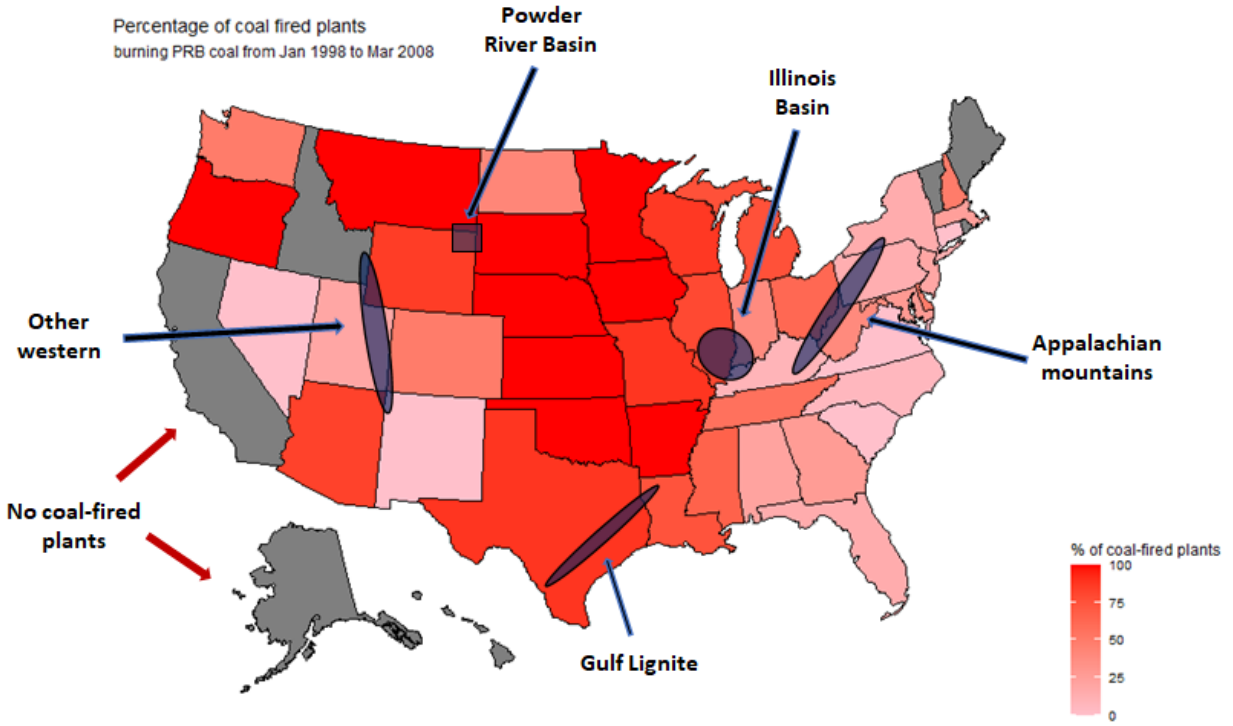 Percentage of coal fired plants
burning PRB coal from Jan 1998 to Mar 2008
Powder
River Basin
Illinois
Basin
Other
western
Appalachian
mountains
No coal-fired
plants
Gulf Lignite
% of coal-fired plants
100
75
50
25
0